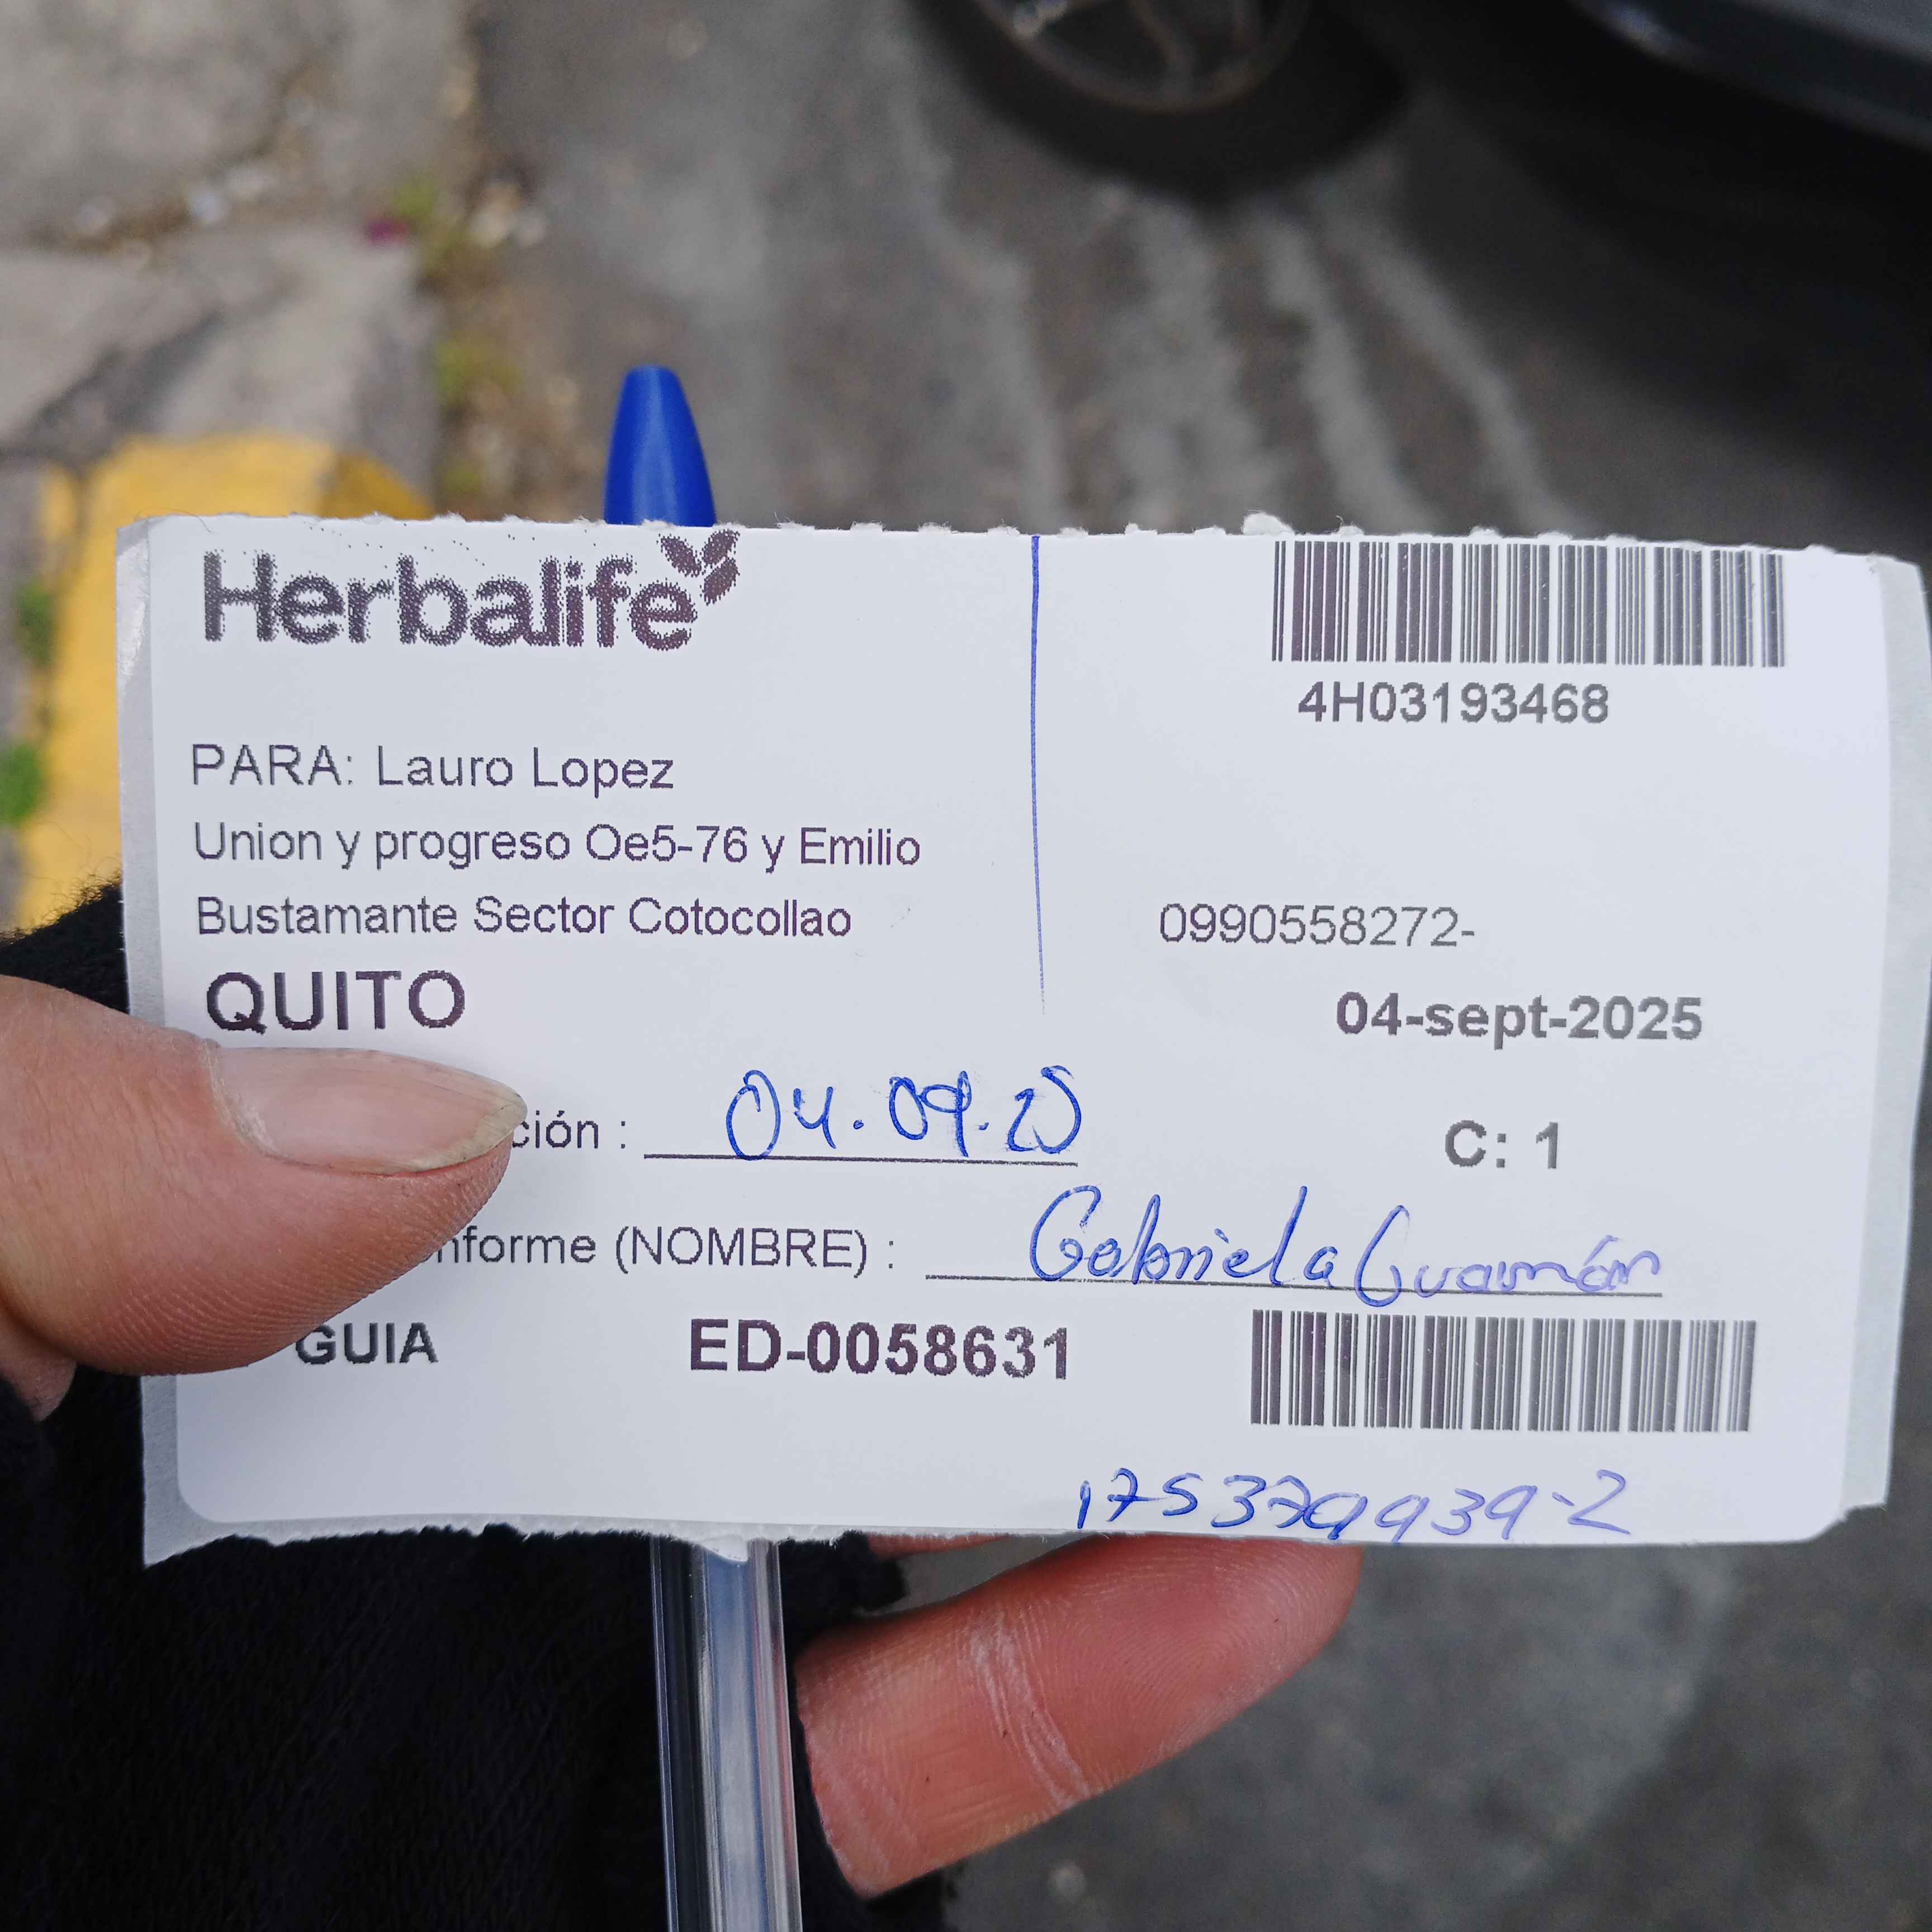 Herbalife
4H03193468
PARA: Lauro Lopez
Union y progreso Oe5-76 y Emilio
Bustamante Sector Cotocollao
0990558272-
QUITO
04-sept-2025
ción : 04.09.25
C: 1
nforme (NOMBRE) : Gabriela Guamán
GUIA ED-0058631
175379939-2